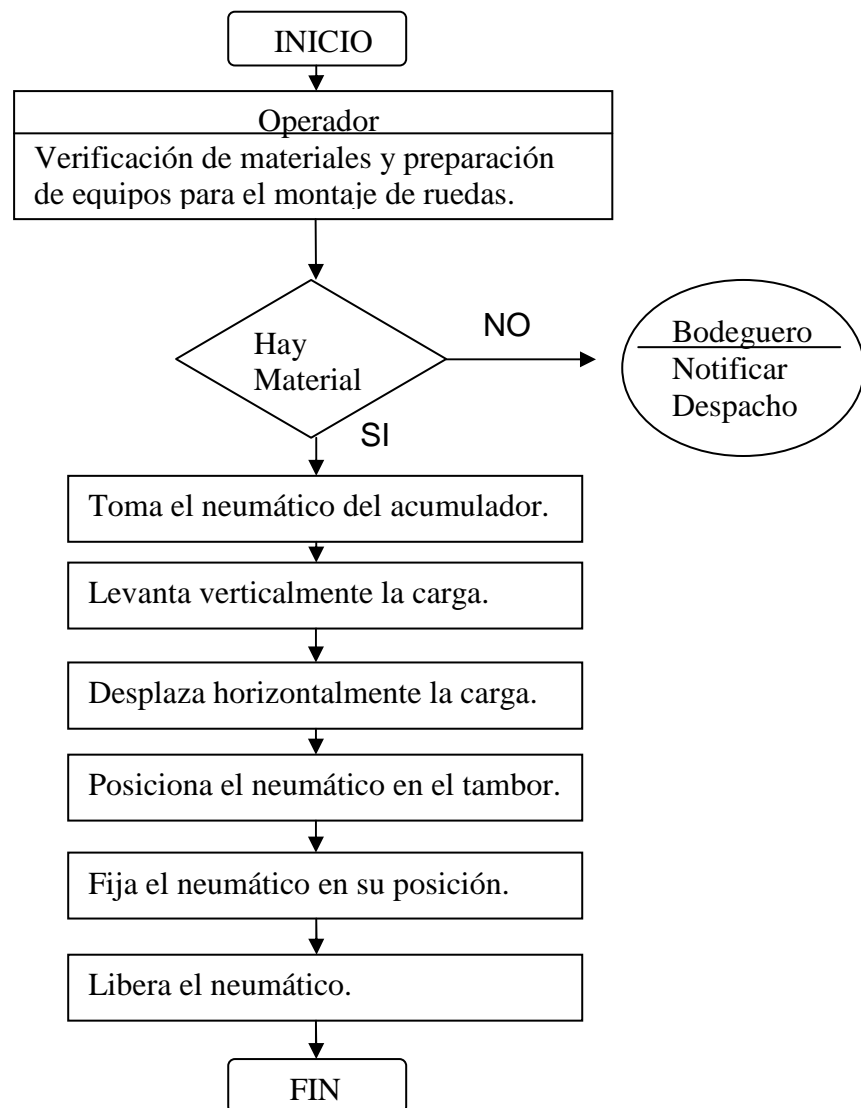 INICIO
Operador
Verificación de materiales y preparación
de equipos para el montaje de ruedas.
Hay
Material
NO
Bodeguero
Notificar
Despacho
SI
Toma el neumático del acumulador.
Levanta verticalmente la carga.
Desplaza horizontalmente la carga.
Posiciona el neumático en el tambor.
Fija el neumático en su posición.
Libera el neumático.
FIN